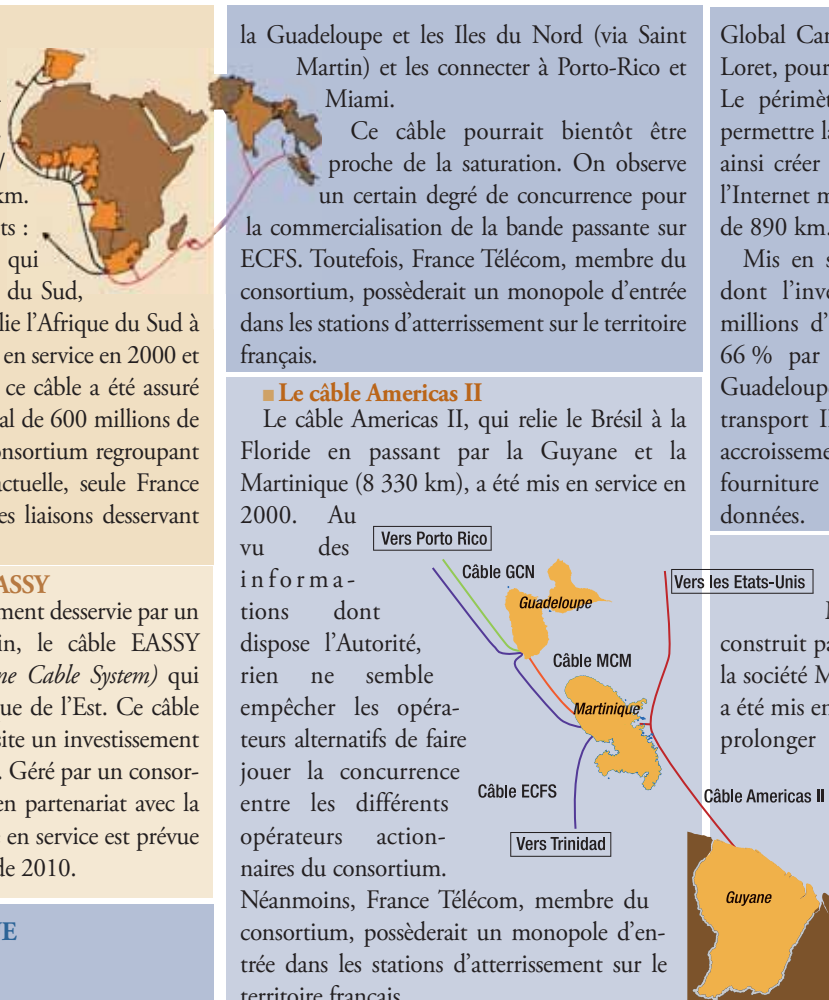 /
km.
ts :
qui
du Sud,
lie l'Afrique du Sud à
en service en 2000 et
ce câble a été assuré
al de 600 millions de
onsortium regroupant
actuelle, seule France
es liaisons desservant
ASSY
ment desservie par un
in, le câble EASSY
ne Cable System) qui
ue de l'Est. Ce câble
site un investissement
. Géré par un consor-
en partenariat avec la
e en service est prévue
de 2010.
VE
la Guadeloupe et les Iles du Nord (via Saint
Martin) et les connecter à Porto-Rico et
Miami.
Ce câble pourrait bientôt être
proche de la saturation. On observe
un certain degré de concurrence pour
la commercialisation de la bande passante sur
ECFS. Toutefois, France Télécom, membre du
consortium, possèderait un monopole d'entrée
dans les stations d'atterrissement sur le territoire
français.
Le câble Americas II
Le câble Americas II, qui relie le Brésil à la
Floride en passant par la Guyane et la
Martinique (8 330 km), a été mis en service en
2000. Au
vu des
informa-
tions dont
dispose l'Autorité,
rien ne semble
empêcher les opéra-
teurs alternatifs de faire
jouer la concurrence
entre les différents
opérateurs action-
naires du consortium.
Néanmoins, France Télécom, membre du
consortium, possèderait un monopole d'en-
trée dans les stations d'atterrissement sur le
territoire français
Vers Porto Rico
Câble GCN
Guadeloupe
Vers les Etats-Unis
Câble MCM
Martinique
Câble ECFS
Câble Americas II
Vers Trinidad
Guyane
Global Car
Loret, pour
Le périmèt
permettre la
ainsi créer
l'Internet m
de 890 km.
Mis en s
dont l'inve
millions d'
66 % par
Guadeloupe
transport I
accroisseme
fourniture
données.
construit pa
la société M
a été mis en
prolonger